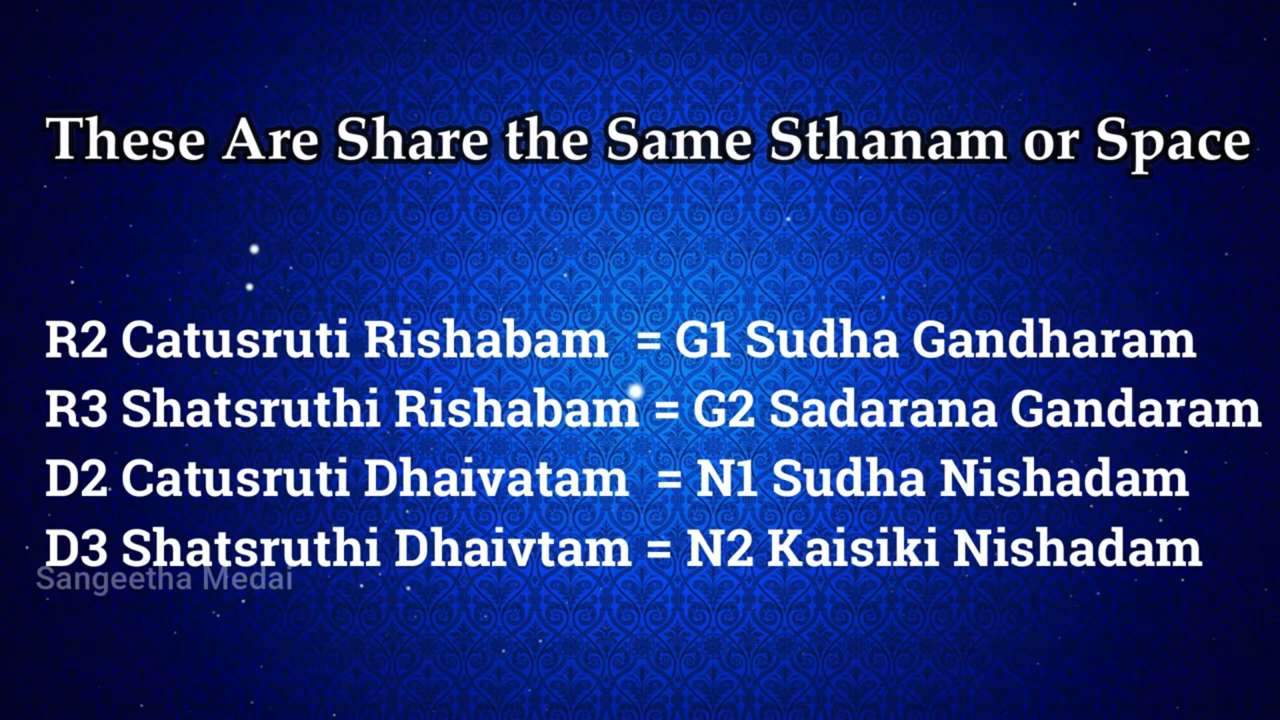 These Are Share the Same Sthanam or Space
R2 Catusruti Rishabam = G1 Sudha Gandharam
R3 Shatsruthi Rishabam = G2 Sadarana Gandaram
D2 Catusruti Dhaivatam = N1 Sudha Nishadam
D3 Shatsruthi Dhaivtam = N2 Kaisiki Nishadam
Sangeetha Medai